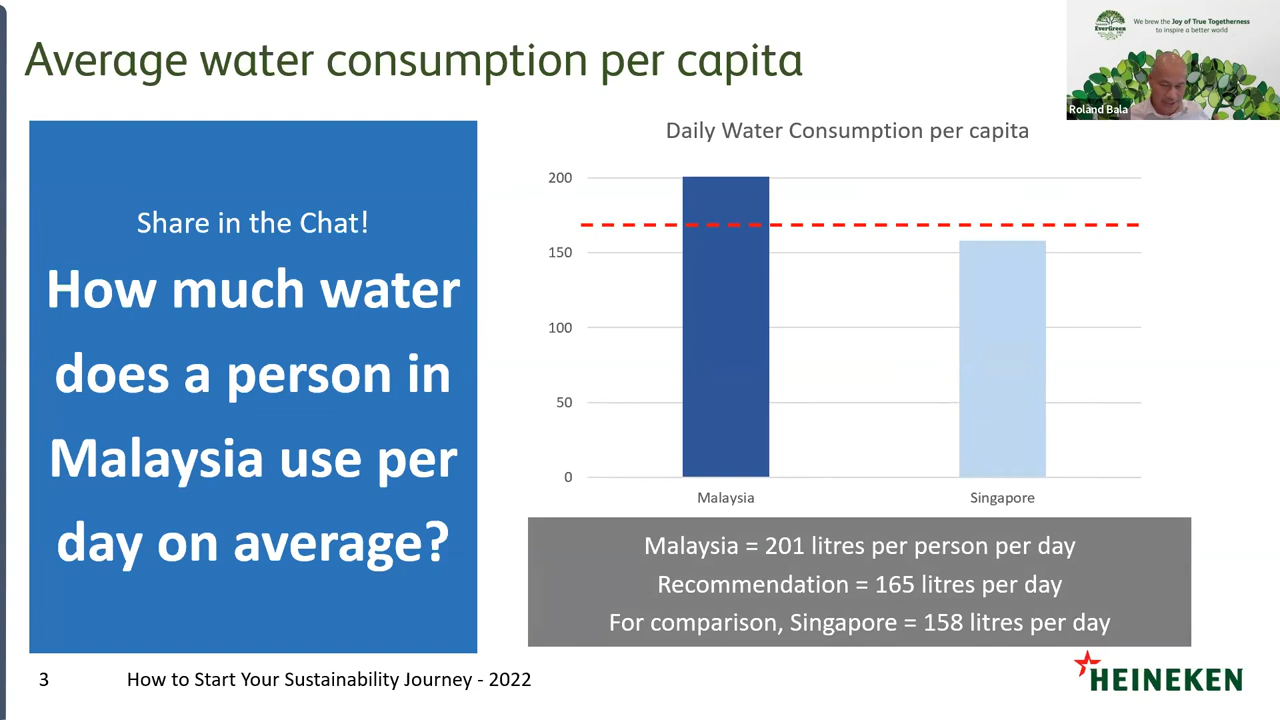 Average water consumption per capita
EverGreen
We brew the Joy of True Togetherness
to inspire a better world
Roland Bala
Share in the Chat!
How much water
does a person in
Malaysia use per
day on average?
Daily Water Consumption per capita
200
150
100
50
0
Malaysia
Singapore
Malaysia = 201 litres per person per day
Recommendation = 165 litres per day
For comparison, Singapore = 158 litres per day
3
How to Start Your Sustainability Journey - 2022
HEINEKEN